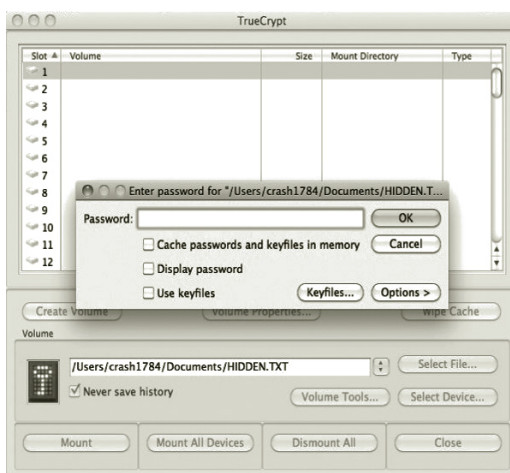 TrueCrypt
Slot Volume Size Mount Directory Type
1
2
3
4
5
6
7
8
9
10
11
12
Enter password for "/Users/crash1784/Documents/HIDDEN.T...
Password: OK
Cache passwords and keyfiles in memory Cancel
Display password
Use keyfiles Keyfiles... Options >
Create Volume Volume Properties... Wipe Cache
Volume
/Users/crash1784/Documents/HIDDEN.TXT Select File...
Never save history Volume Tools... Select Device...
Mount Mount All Devices Dismount All Close